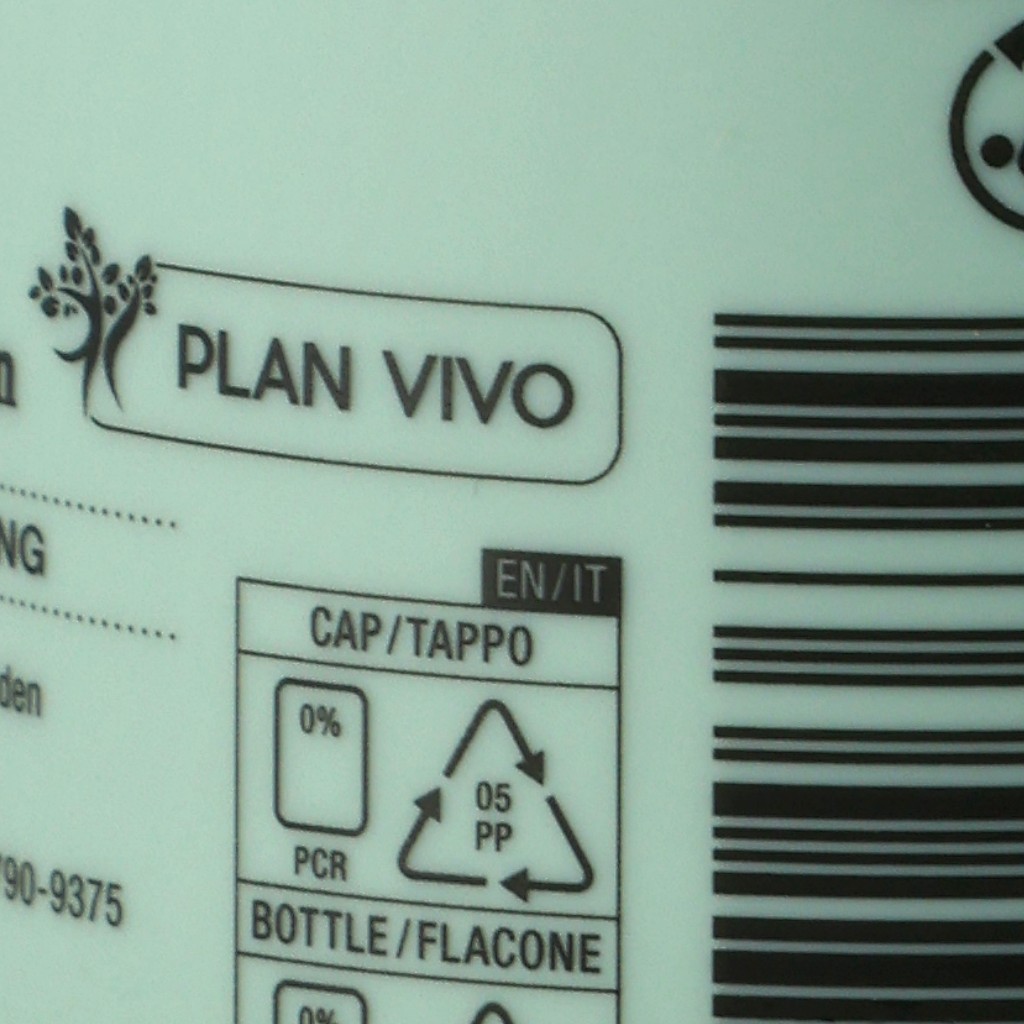 PLAN VIVO
NG
den
790-9375
EN/IT
CAP/TAPPO
0%
PCR
05
PP
BOTTLE/FLACONE
0%